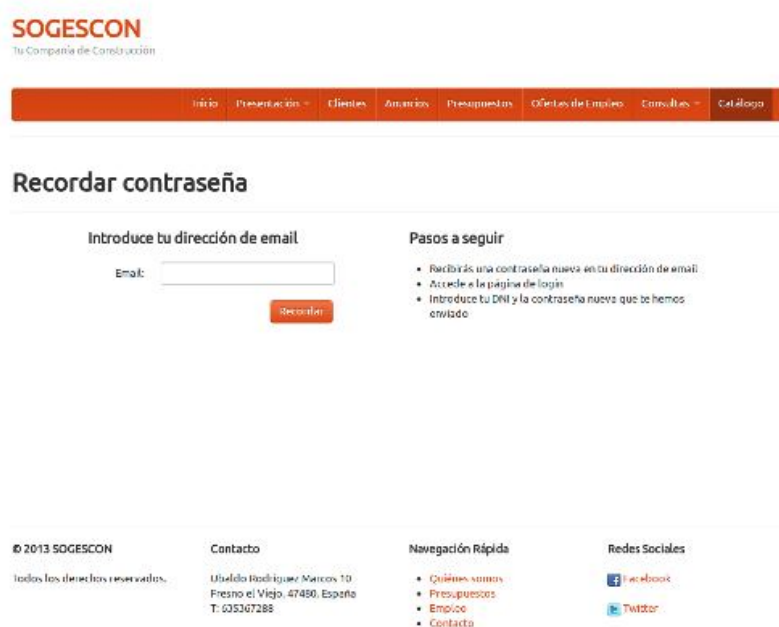 SOGESCON
Tu Compañía de Construcción
Inicio Presentación Clientes Anuncios Presupuestos Ofertas de Empleo Consultas Catálogo
Recordar contraseña
Introduce tu dirección de email
Email:
Recordar
Pasos a seguir
Recibirás una contraseña nueva en tu dirección de email
Accede a la página de login
Introduce tu DNI y la contraseña nueva que te hemos
enviado
© 2013 SOGESCON
Todos los derechos reservados.
Contacto
Ubaldo Rodriguez Marcos 10
Fresno el Viejo, 47480, España
T: 635367288
Navegación Rápida
Quiénes somos
Presupuestos
Empleo
Contacto
Redes Sociales
Facebook
Twitter